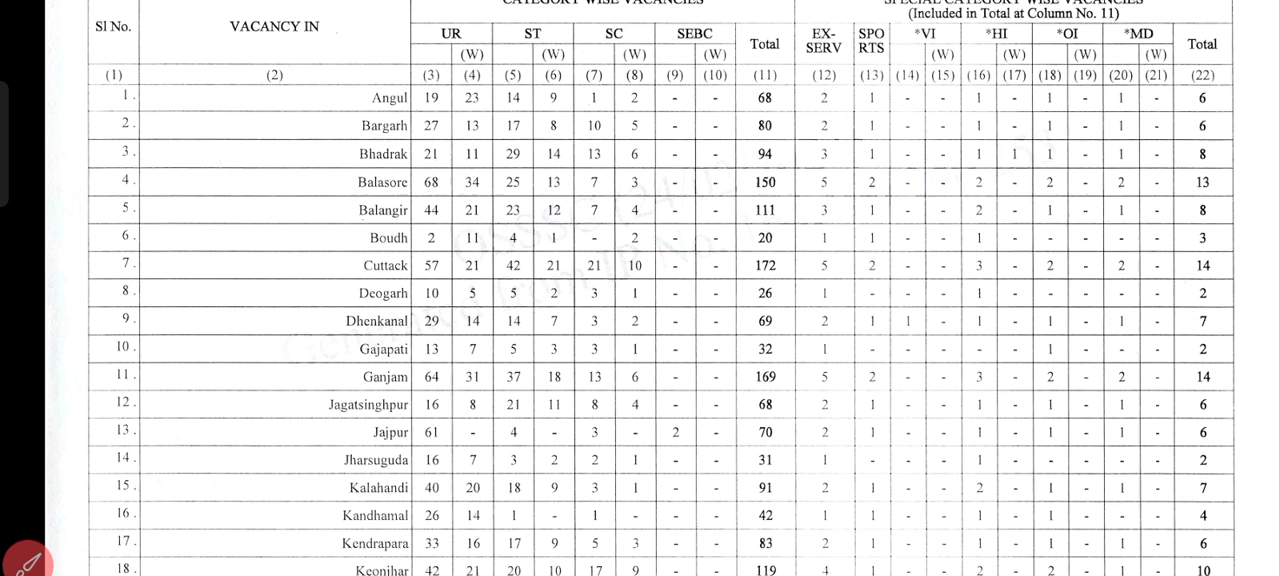 CATEGORY WISE VACANCIES SPECIAL CATEGORY WISE VACANCIES
(Included in Total at Column No. 11)
Sl No. VACANCY IN UR ST SC SEBC Total EX-SERV SPORTS *VI *HI *OI *MD Total
(W) (W) (W) (W) (W) (W) (W) (W)
(1) (2) (3) (4) (5) (6) (7) (8) (9) (10) (11) (12) (13) (14) (15) (16) (17) (18) (19) (20) (21) (22)
1. Angul 19 23 14 9 1 2 - - 68 2 1 - - 1 - 1 - 1 - 6
2. Bargarh 27 13 17 8 10 5 - - 80 2 1 - - 1 - 1 - 1 - 6
3. Bhadrak 21 11 29 14 13 6 - - 94 3 1 - - 1 1 1 - 1 - 8
4. Balasore 68 34 25 13 7 3 - - 150 5 2 - - 2 - 2 - 2 - 13
5. Balangir 44 21 23 12 7 4 - - 111 3 1 - - 2 - 1 - 1 - 8
6. Boudh 2 11 4 1 - 2 - - 20 1 1 - - 1 - - - - - 3
7. Cuttack 57 21 42 21 21 10 - - 172 5 2 - - 3 - 2 - 2 - 14
8. Deogarh 10 5 5 2 3 1 - - 26 1 - - - 1 - - - - - 2
9. Dhenkanal 29 14 14 7 3 2 - - 69 2 1 1 - 1 - 1 - 1 - 7
10. Gajapati 13 7 5 3 3 1 - - 32 1 - - - - - 1 - - - 2
11. Ganjam 64 31 37 18 13 6 - - 169 5 2 - - 3 - 2 - 2 - 14
12. Jagatsinghpur 16 8 21 11 8 4 - - 68 2 1 - - 1 - 1 - 1 - 6
13. Jajpur 61 - 4 - 3 - 2 - 70 2 1 - - 1 - 1 - 1 - 6
14. Jharsuguda 16 7 3 2 2 1 - - 31 1 - - - 1 - - - - - 2
15. Kalahandi 40 20 18 9 3 1 - - 91 2 1 - - 2 - 1 - 1 - 7
16. Kandhamal 26 14 1 - 1 - - - 42 1 1 - - 1 - 1 - - - 4
17. Kendrapara 33 16 17 9 5 3 - - 83 2 1 - - 1 - 1 - 1 - 6
18. Keonjhar 42 21 20 10 17 9 - - 119 4 1 - - 2 - 2 - 1 - 10